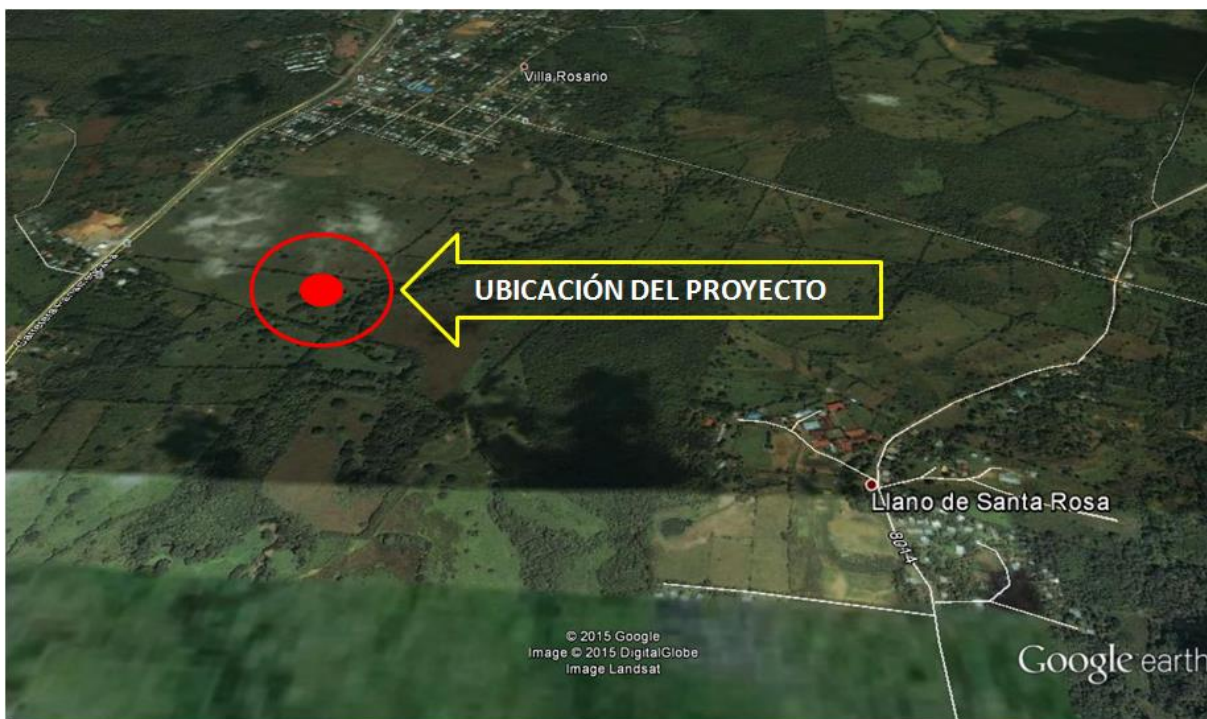 Villa Rosario
UBICACIÓN DEL PROYECTO
Llano de Santa Rosa
8014
© 2015 Google
Image © 2015 DigitalGlobe
Image Landsat
Google earth